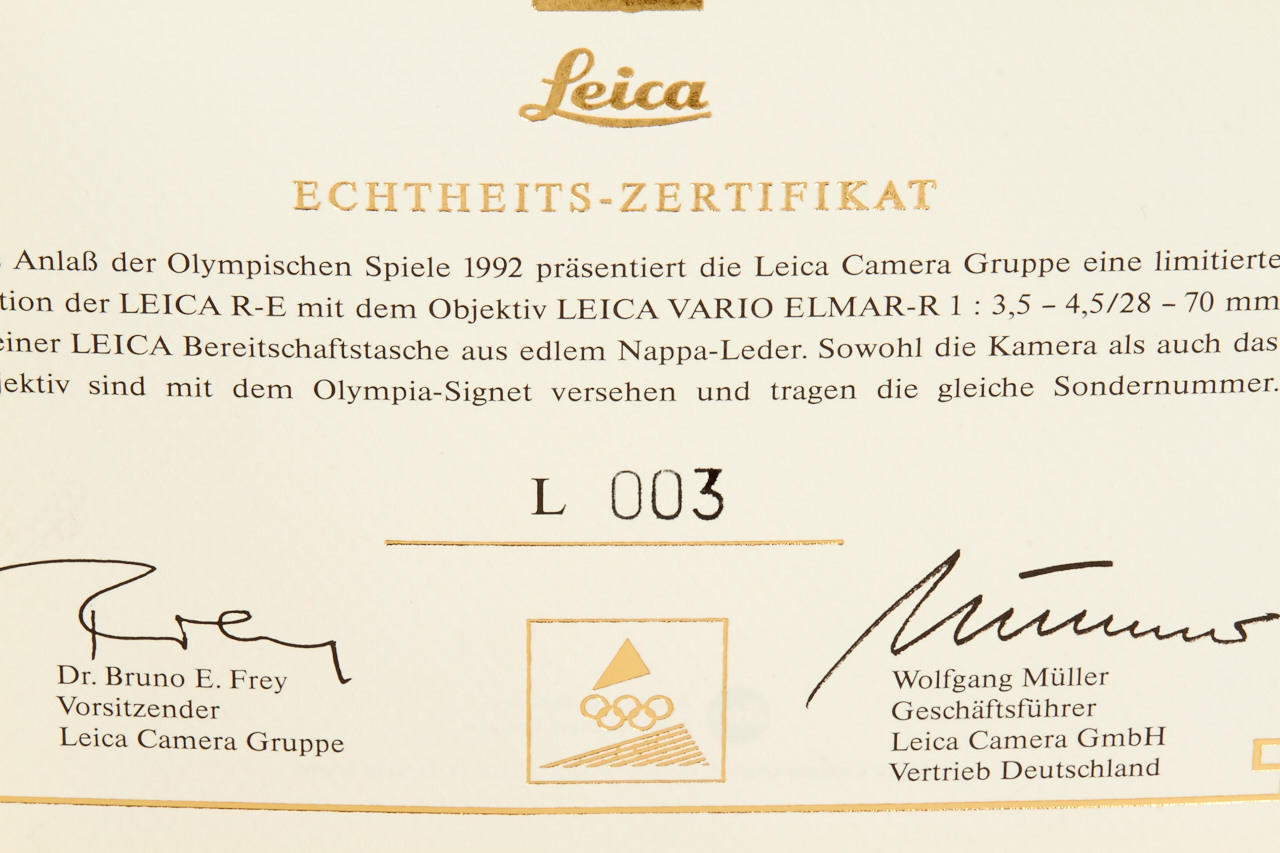 Leica
ECHTHEITS-ZERTIFIKAT
Anlaß der Olympischen Spiele 1992 präsentiert die Leica Camera Gruppe eine limitierte
tion der LEICA R-E mit dem Objektiv LEICA VARIO ELMAR-R 1 : 3,5 – 4,5/28 – 70 mm
einer LEICA Bereitschaftstasche aus edlem Nappa-Leder. Sowohl die Kamera als auch das
jektiv sind mit dem Olympia-Signet versehen und tragen die gleiche Sondernummer.
L 003
Frey
Dr. Bruno E. Frey
Vorsitzender
Leica Camera Gruppe
Wolfgang Müller
Geschäftsführer
Leica Camera GmbH
Vertrieb Deutschland